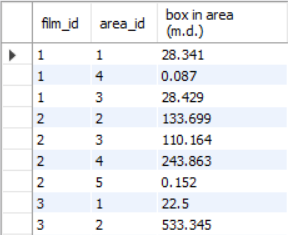 film_id area_id box in area (m.d.)
1 1 28.341
1 4 0.087
1 3 28.429
2 2 133.699
2 3 110.164
2 4 243.863
2 5 0.152
3 1 22.5
3 2 533.345